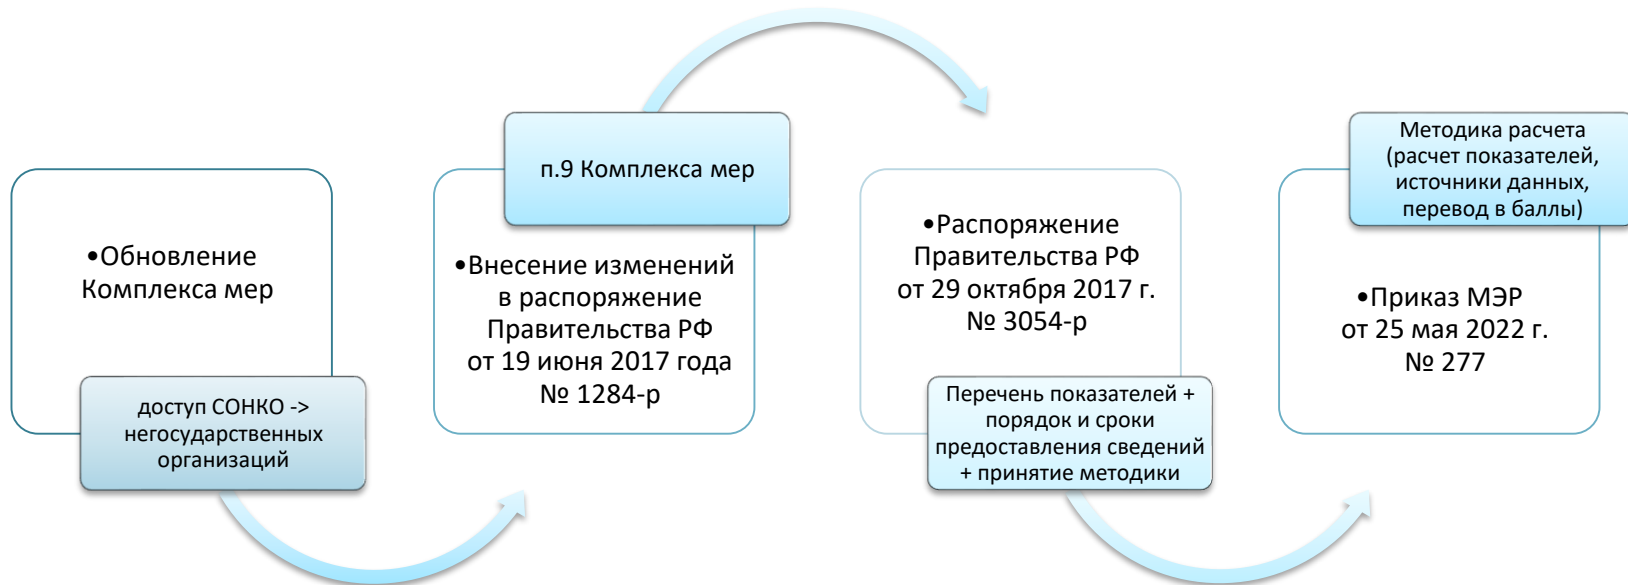 •Обновление
Комплекса мер
доступ СОНКО ->
негосударственных
организаций
п.9 Комплекса мер
•Внесение изменений
в распоряжение
Правительства РФ
от 19 июня 2017 года
№ 1284-р
•Распоряжение
Правительства РФ
от 29 октября 2017 г.
№ 3054-р
Перечень показателей +
порядок и сроки
предоставления сведений
+ принятие методики
Методика расчета
(расчет показателей,
источники данных,
перевод в баллы)
•Приказ МЭР
от 25 мая 2022 г.
№ 277